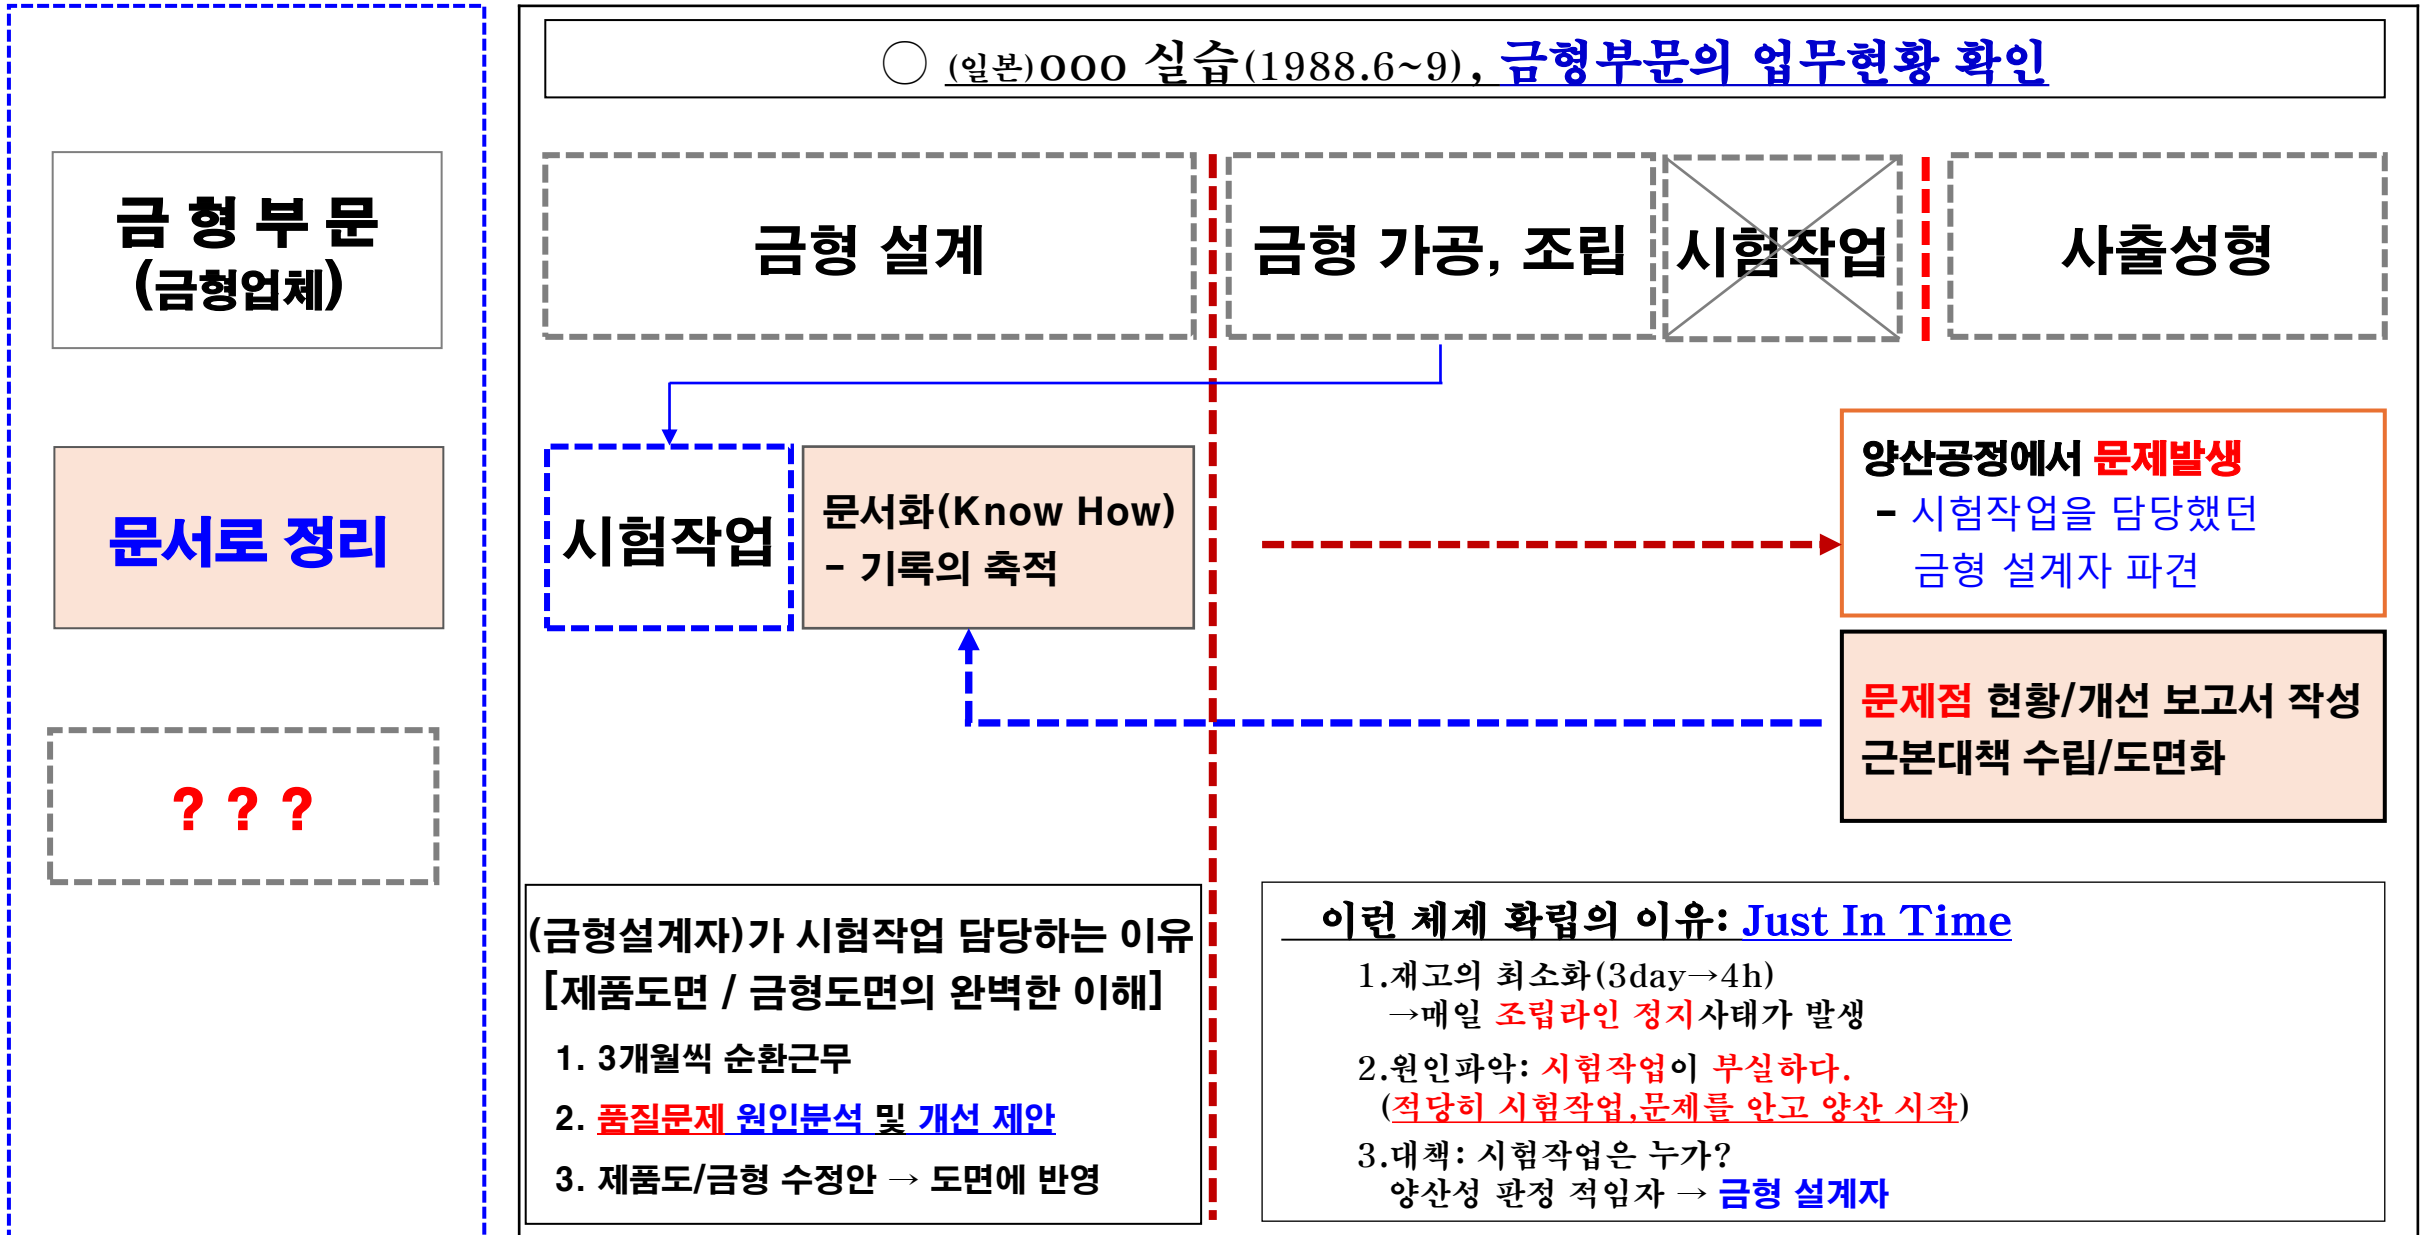 ○ (일본)OOO 실습(1988.6~9), 금형부문의 업무현황 확인
금 형 부 문
(금형업체)
금형 설계
금형 가공, 조립
시험작업
사출성형
문서로 정리
시험작업
문서화(Know How)
- 기록의 축적
양산공정에서 문제발생
- 시험작업을 담당했던
금형 설계자 파견
문제점 현황/개선 보고서 작성
근본대책 수립/도면화
? ? ?
(금형설계자)가 시험작업 담당하는 이유
[제품도면 / 금형도면의 완벽한 이해]
1. 3개월씩 순환근무
2. 품질문제 원인분석 및 개선 제안
3. 제품도/금형 수정안 → 도면에 반영
이런 체제 확립의 이유: Just In Time
1.재고의 최소화(3day→4h)
→매일 조립라인 정지사태가 발생
2.원인파악: 시험작업이 부실하다.
(적당히 시험작업,문제를 안고 양산 시작)
3.대책: 시험작업은 누가?
양산성 판정 적임자 → 금형 설계자